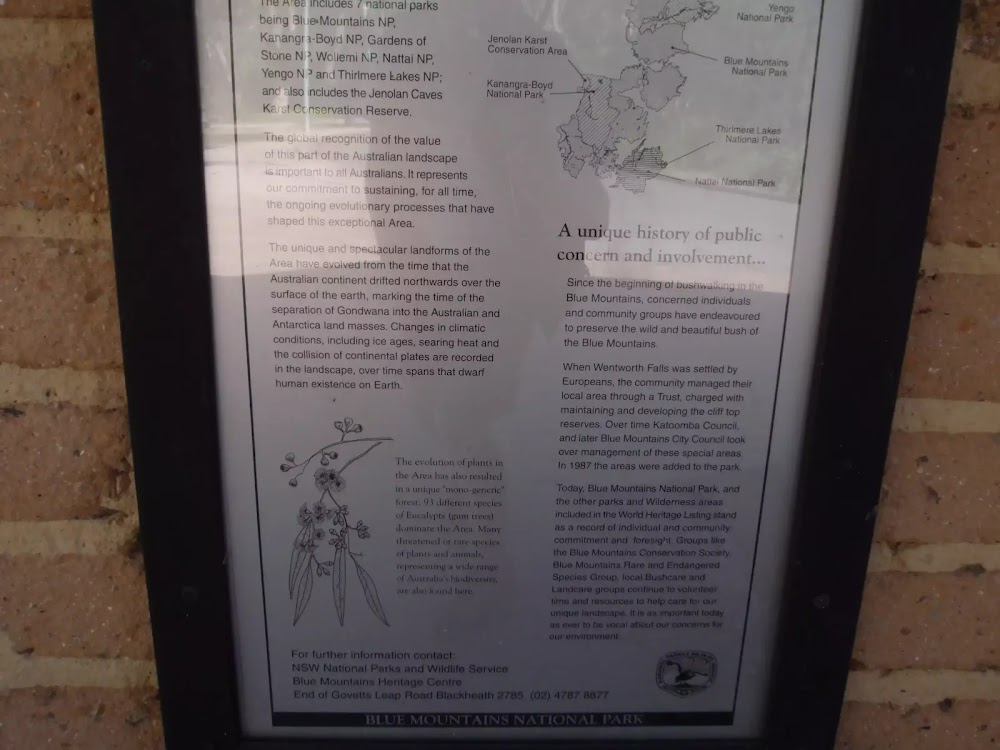 The Area includes 7 national parks
being Blue Mountains NP,
Kanangra-Boyd NP, Gardens of
Stone NP, Wollemi NP, Nattai NP,
Yengo NP and Thirlmere Lakes NP;
and also includes the Jenolan Caves
Karst Conservation Reserve.
The global recognition of the value
of this part of the Australian landscape
is important to all Australians. It represents
our commitment to sustaining, for all time,
the ongoing evolutionary processes that have
shaped this exceptional Area.
The unique and spectacular landforms of the
Area have evolved from the time that the
Australian continent drifted northwards over the
surface of the earth, marking the time of the
separation of Gondwana into the Australian and
Antarctica land masses. Changes in climatic
conditions, including ice ages, searing heat and
the collision of continental plates are recorded
in the landscape, over time spans that dwarf
human existence on Earth.
The evolution of plants in
the Area has also resulted
in a unique "mono-generic"
forest. 93 different species
of Eucalypts (gum trees)
dominate the Area. Many
threatened or rare species
of plants and animals,
representing a wide range
of Australia's biodiversity,
are also found here.
For further information contact:
NSW National Parks and Wildlife Service
Blue Mountains Heritage Centre
End of Govetts Leap Road Blackheath 2785 (02) 4787 8877
Yengo
National Park
Jenolan Karst
Conservation Area
Blue Mountains
National Park
Kanangra-Boyd
National Park
Thirlmere Lakes
National Park
Nattai National Park
A unique history of public
concern and involvement...
Since the beginning of bushwalking in the
Blue Mountains, concerned individuals
and community groups have endeavoured
to preserve the wild and beautiful bush of
the Blue Mountains.
When Wentworth Falls was settled by
Europeans, the community managed their
local area through a Trust, charged with
maintaining and developing the cliff top
reserves. Over time Katoomba Council,
and later Blue Mountains City Council took
over management of these special areas.
In 1987 the areas were added to the park.
Today, Blue Mountains National Park, and
the other parks and Wilderness areas
included in the World Heritage Listing stand
as a record of individual and community
commitment and foresight. Groups like
the Blue Mountains Conservation Society,
Blue Mountains Rare and Endangered
Species Group, local Bushcare and
Landcare groups continue to volunteer
time and resources to help care for our
unique landscape. It is as important today
as ever to be vocal about our concerns for
our environment.
BLUE MOUNTAINS NATIONAL PARK